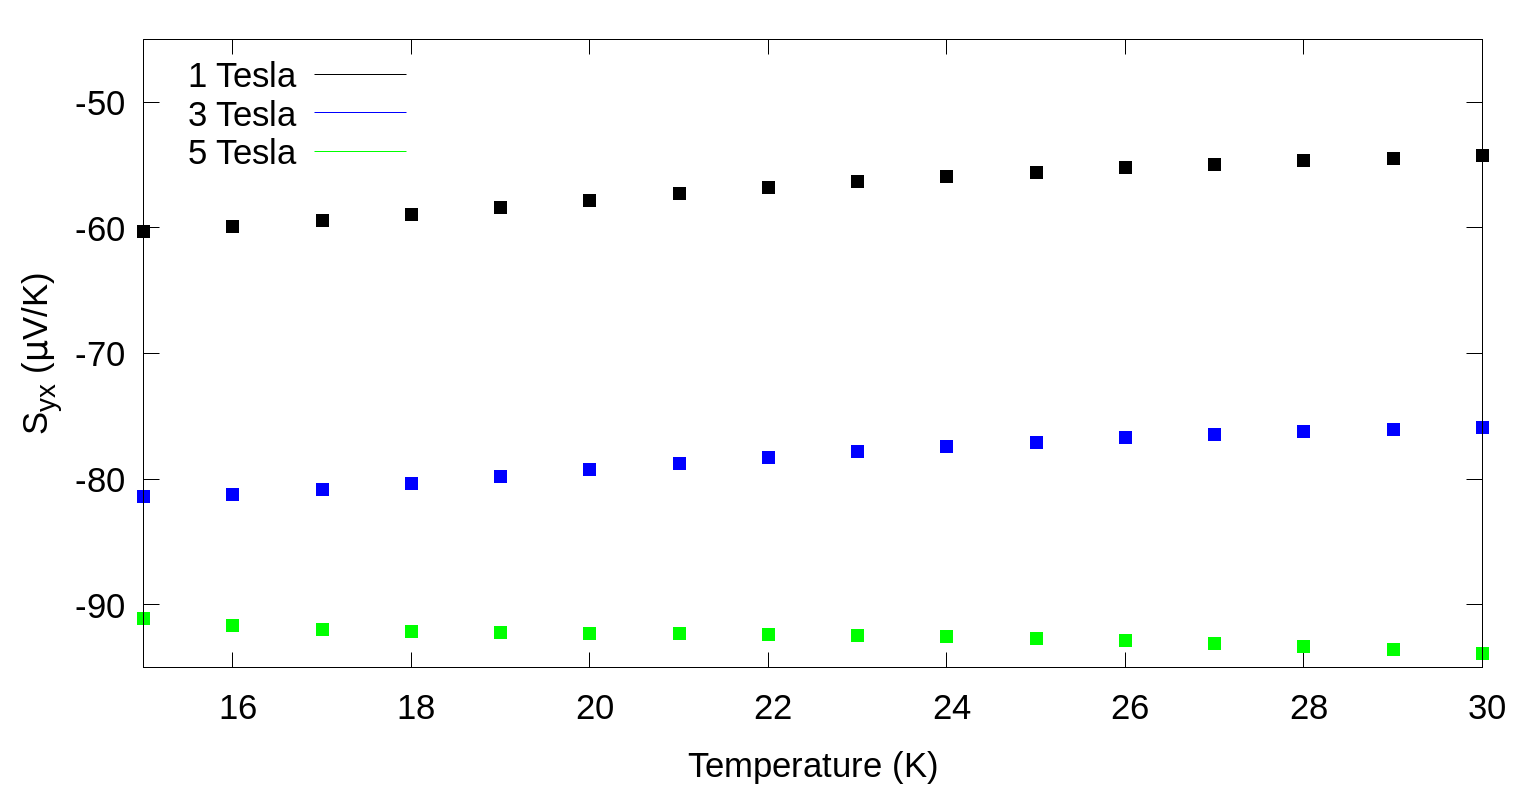 1 Tesla
3 Tesla
5 Tesla
-50
-60
-70
-80
-90
Syx (µV/K)
16 18 20 22 24 26 28 30
Temperature (K)